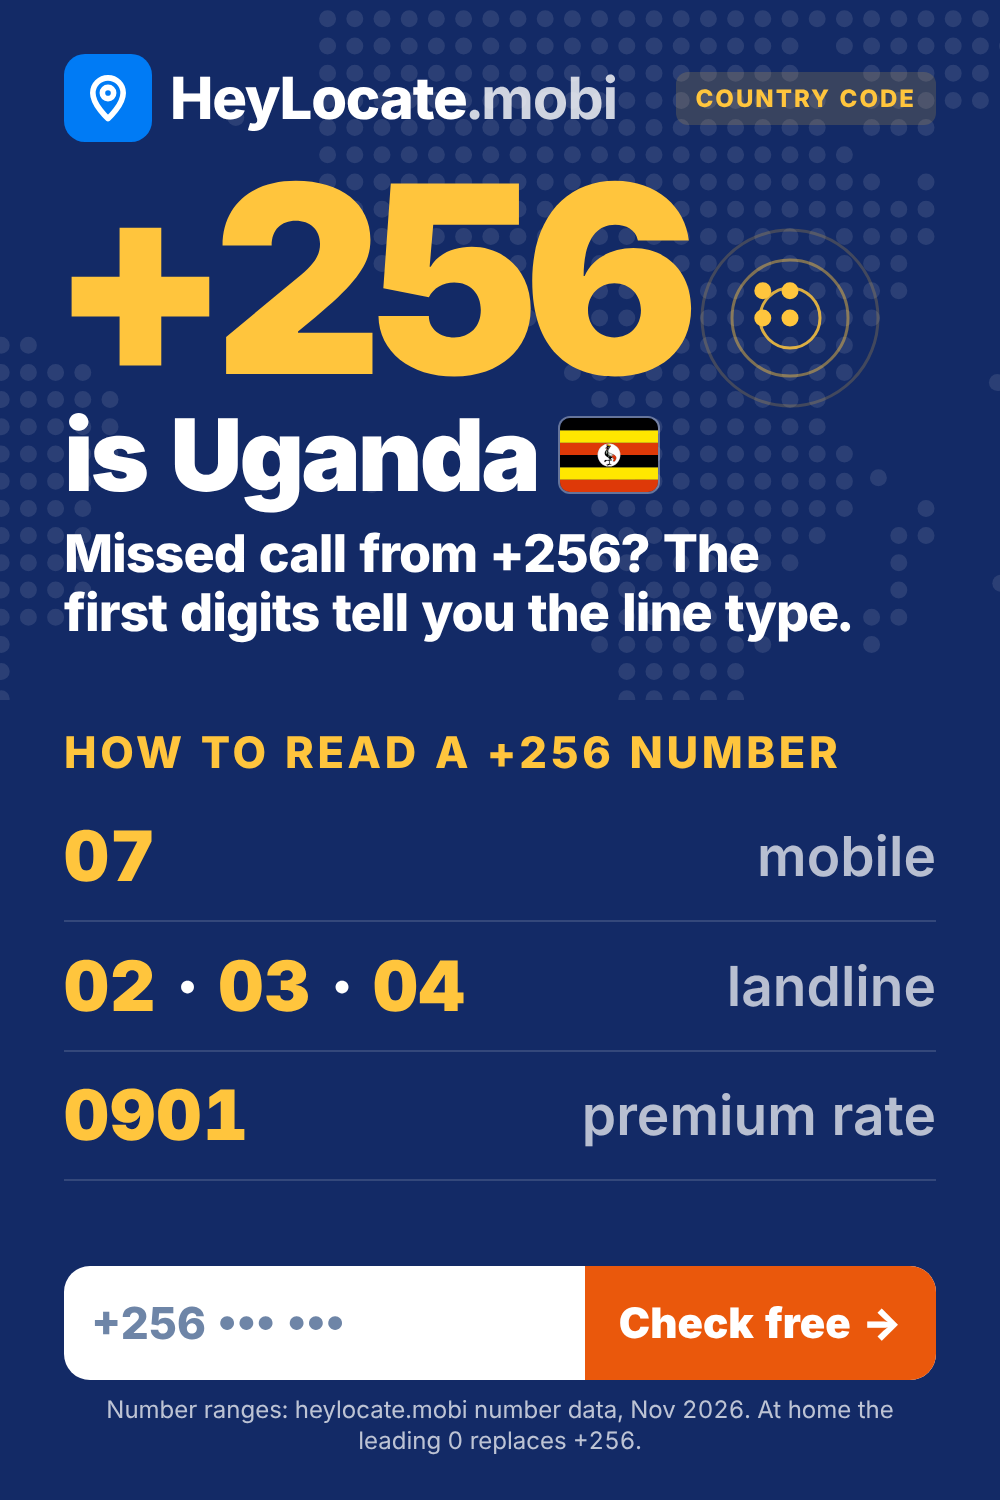 HeyLocate.mobi
COUNTRY CODE
+256
is Uganda
Missed call from +256? The
first digits tell you the line type.
HOW TO READ A +256 NUMBER
07 mobile
02 · 03 · 04 landline
0901 premium rate
+256 ••• •••
Check free →
Number ranges: heylocate.mobi number data, Nov 2026. At home the
leading 0 replaces +256.